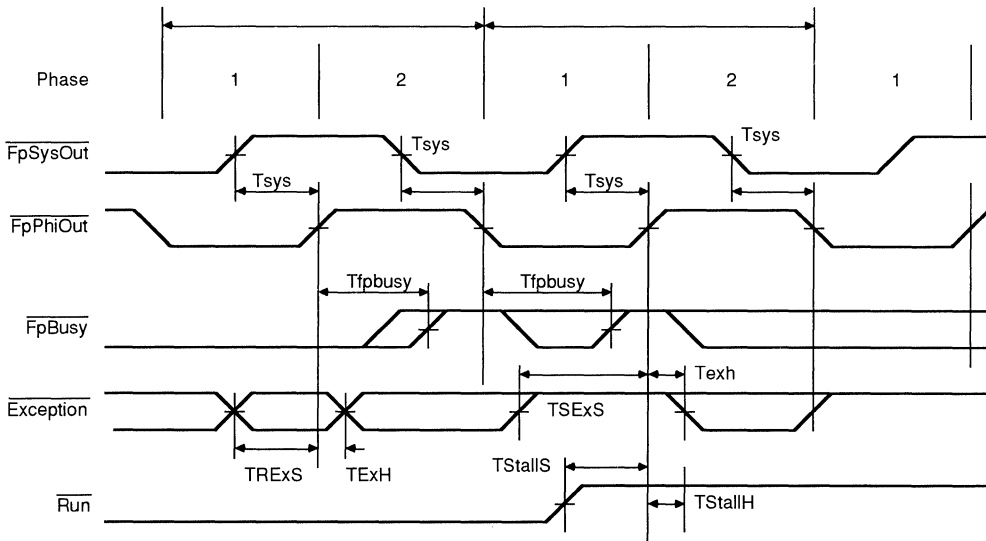 Phase 1 2 1 2 1
FpSysOut Tsys Tsys
Tsys Tsys
FpPhiOut
Tfpbusy Tfpbusy
FpBusy
Texh
Exception TSExS
TRExS TExH TStallS
Run TStallH